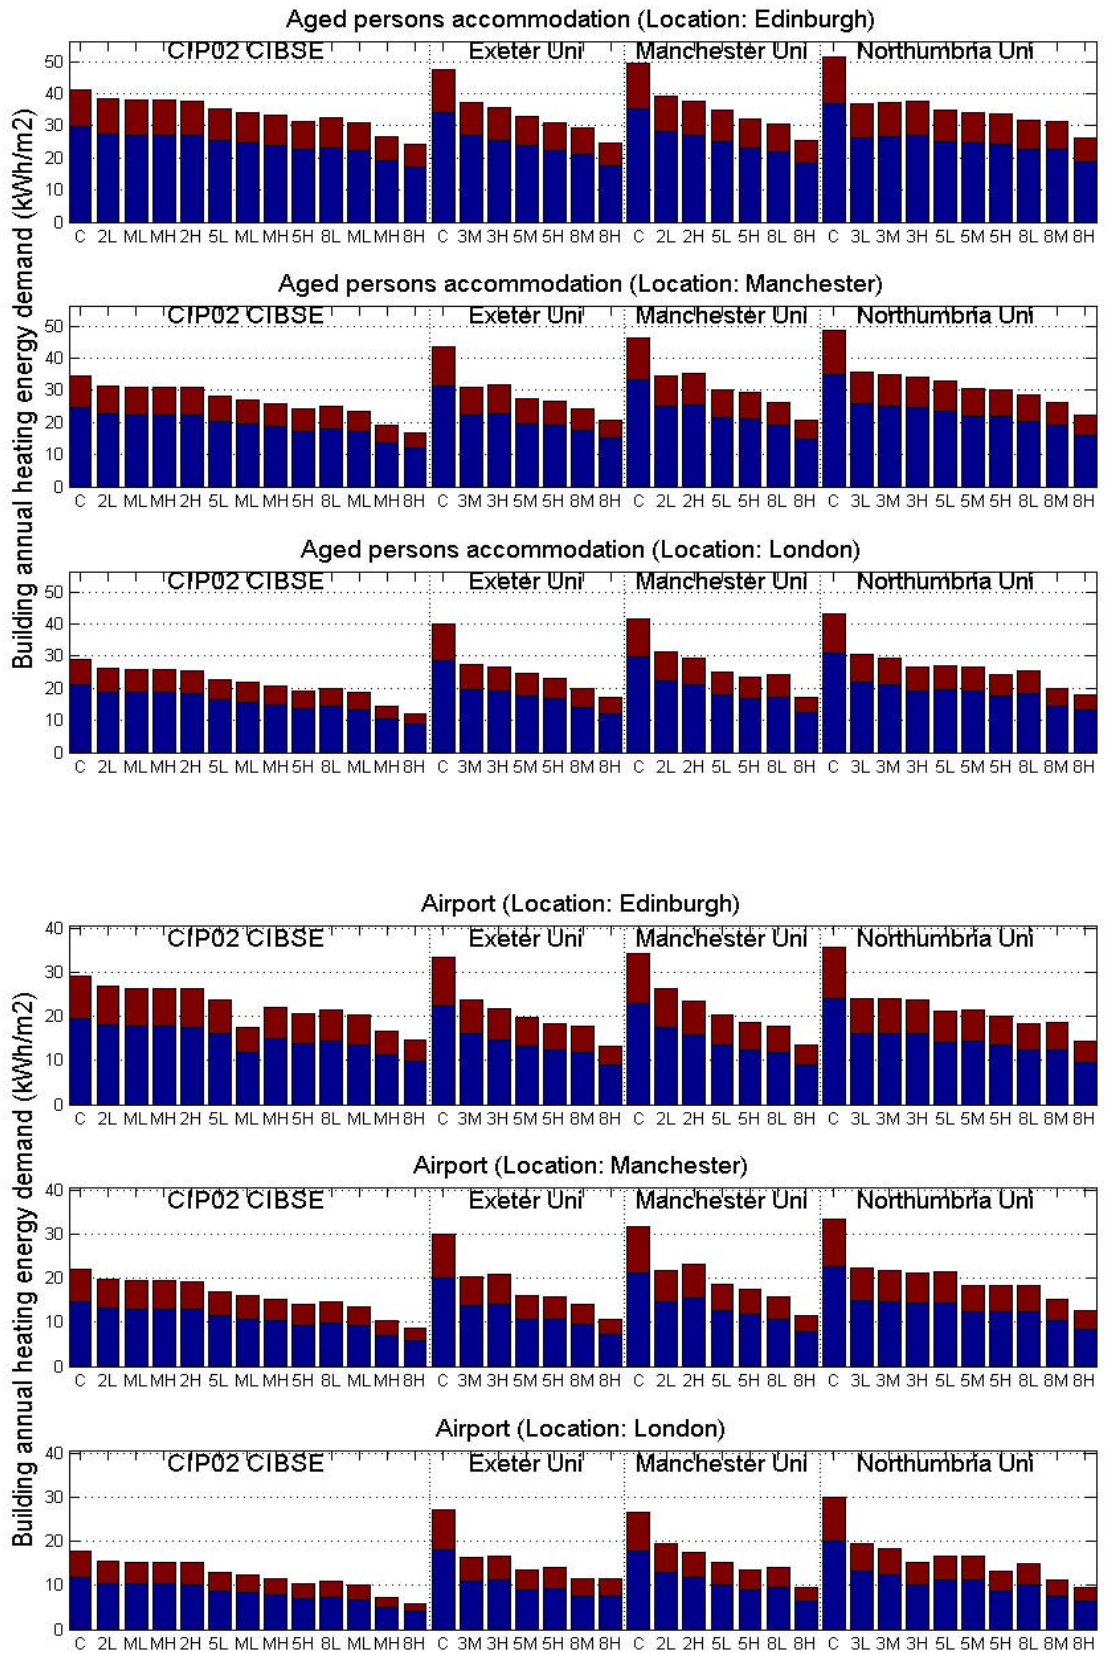 Aged persons accommodation (Location: Edinburgh)
CIP02 CIBSE Exeter Uni Manchester Uni Northumbria Uni
50
40
30
20
10
0
C 2L ML MH 2H 5L ML MH 5H 8L ML MH 8H C 3M 3H 5M 5H 8M 8H C 2L 2H 5L 5H 8L 8H C 3L 3M 3H 5L 5M 5H 8L 8M 8H
Aged persons accommodation (Location: Manchester)
CIP02 CIBSE Exeter Uni Manchester Uni Northumbria Uni
50
40
30
20
10
0
C 2L ML MH 2H 5L ML MH 5H 8L ML MH 8H C 3M 3H 5M 5H 8M 8H C 2L 2H 5L 5H 8L 8H C 3L 3M 3H 5L 5M 5H 8L 8M 8H
Aged persons accommodation (Location: London)
CIP02 CIBSE Exeter Uni Manchester Uni Northumbria Uni
50
40
30
20
10
0
C 2L ML MH 2H 5L ML MH 5H 8L ML MH 8H C 3M 3H 5M 5H 8M 8H C 2L 2H 5L 5H 8L 8H C 3L 3M 3H 5L 5M 5H 8L 8M 8H
Building annual heating energy demand (kWh/m2)
Airport (Location: Edinburgh)
CIP02 CIBSE Exeter Uni Manchester Uni Northumbria Uni
40
30
20
10
0
C 2L ML MH 2H 5L ML MH 5H 8L ML MH 8H C 3M 3H 5M 5H 8M 8H C 2L 2H 5L 5H 8L 8H C 3L 3M 3H 5L 5M 5H 8L 8M 8H
Airport (Location: Manchester)
CIP02 CIBSE Exeter Uni Manchester Uni Northumbria Uni
40
30
20
10
0
C 2L ML MH 2H 5L ML MH 5H 8L ML MH 8H C 3M 3H 5M 5H 8M 8H C 2L 2H 5L 5H 8L 8H C 3L 3M 3H 5L 5M 5H 8L 8M 8H
Airport (Location: London)
CIP02 CIBSE Exeter Uni Manchester Uni Northumbria Uni
40
30
20
10
0
C 2L ML MH 2H 5L ML MH 5H 8L ML MH 8H C 3M 3H 5M 5H 8M 8H C 2L 2H 5L 5H 8L 8H C 3L 3M 3H 5L 5M 5H 8L 8M 8H
Building annual heating energy demand (kWh/m2)